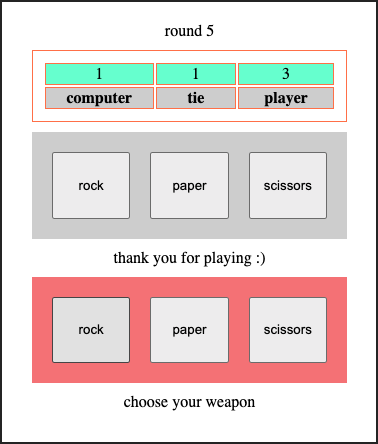 round 5
1 1 3
computer tie player
rock paper scissors
thank you for playing :)
rock paper scissors
choose your weapon